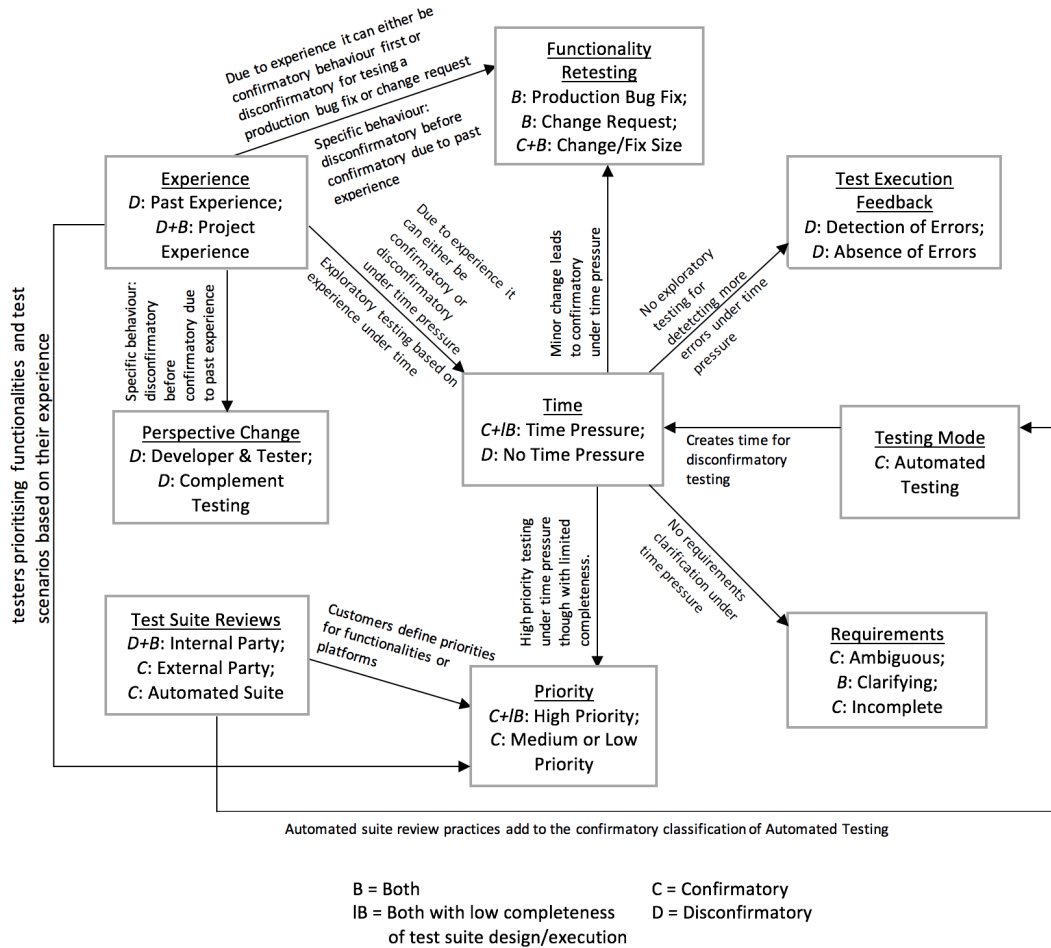 Due to experience it can either be
confirmatory behaviour first or
disconfirmatory for tesing a
production bug fix or change request
Specific behaviour:
disconfirmatory before
confirmatory due to past
experience
Functionality
Retesting
B: Production Bug Fix;
B: Change Request;
C+B: Change/Fix Size
Experience
D: Past Experience;
D+B: Project
Experience
Test Execution
Feedback
D: Detection of Errors;
D: Absence of Errors
Due to experience it
can either be
confirmatory or
disconfirmatory
under time pressure
Exploratory testing based on
experience under time
Minor change leads
to confirmatory
under time pressure
No exploratory
testing for
detetcting more
errors under time
pressure
Specific behaviour:
disconfirmatory
before
confirmatory due
to past experience
testers prioritising functionalities and test
scenarios based on their experience
Time
C+lB: Time Pressure;
D: No Time Pressure
Perspective Change
D: Developer & Tester;
D: Complement
Testing
Creates time for
disconfirmatory
testing
Testing Mode
C: Automated
Testing
High priority testing
under time pressure
though with limited
completeness.
No requirements
clarification under
time pressure
Test Suite Reviews
D+B: Internal Party;
C: External Party;
C: Automated Suite
Customers define priorities
for functionalities or
platforms
Priority
C+lB: High Priority;
C: Medium or Low
Priority
Requirements
C: Ambiguous;
B: Clarifying;
C: Incomplete
Automated suite review practices add to the confirmatory classification of Automated Testing
B = Both
lB = Both with low completeness
of test suite design/execution
C = Confirmatory
D = Disconfirmatory